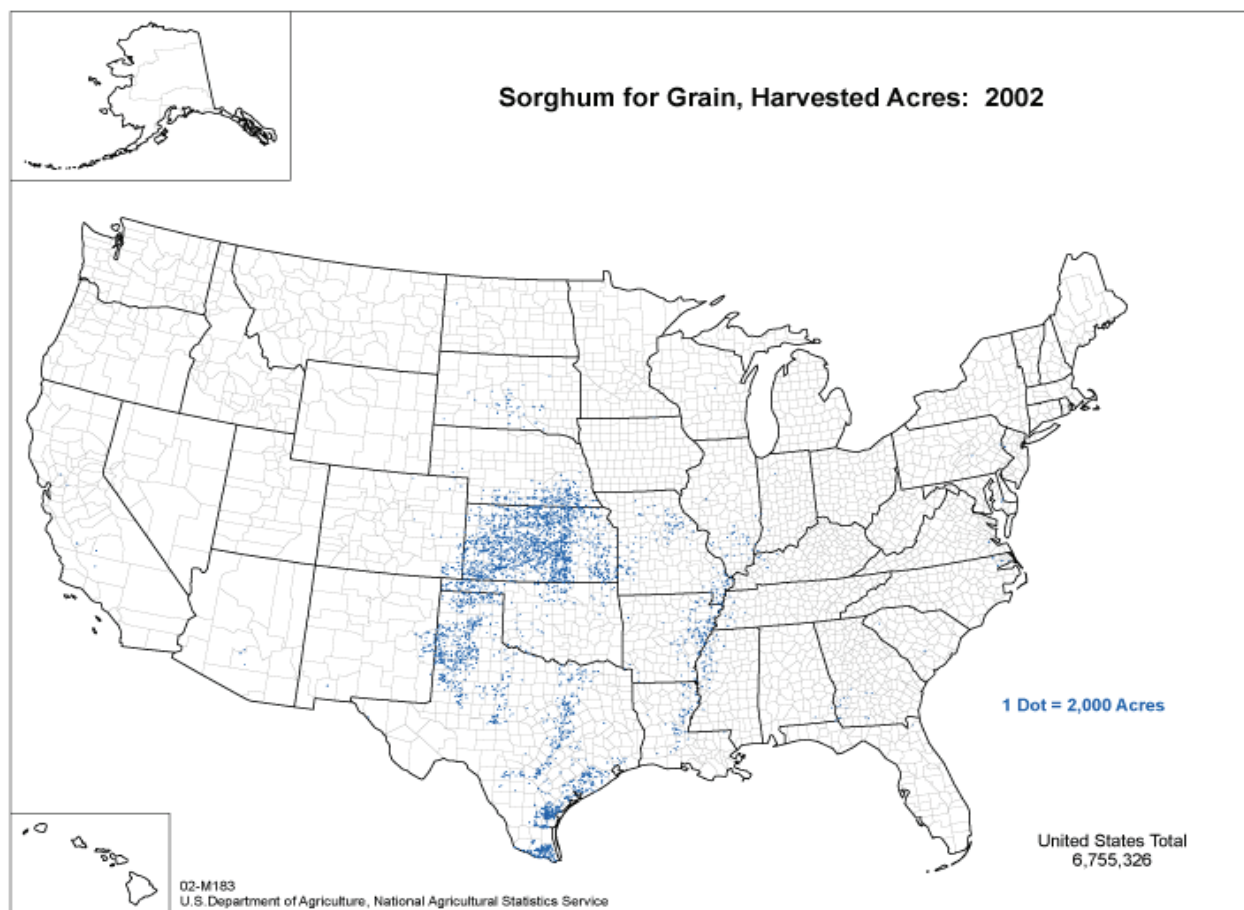 Sorghum for Grain, Harvested Acres: 2002
1 Dot = 2,000 Acres
United States Total
6,755,326
02-M183
U.S.Department of Agriculture, National Agricultural Statistics Service